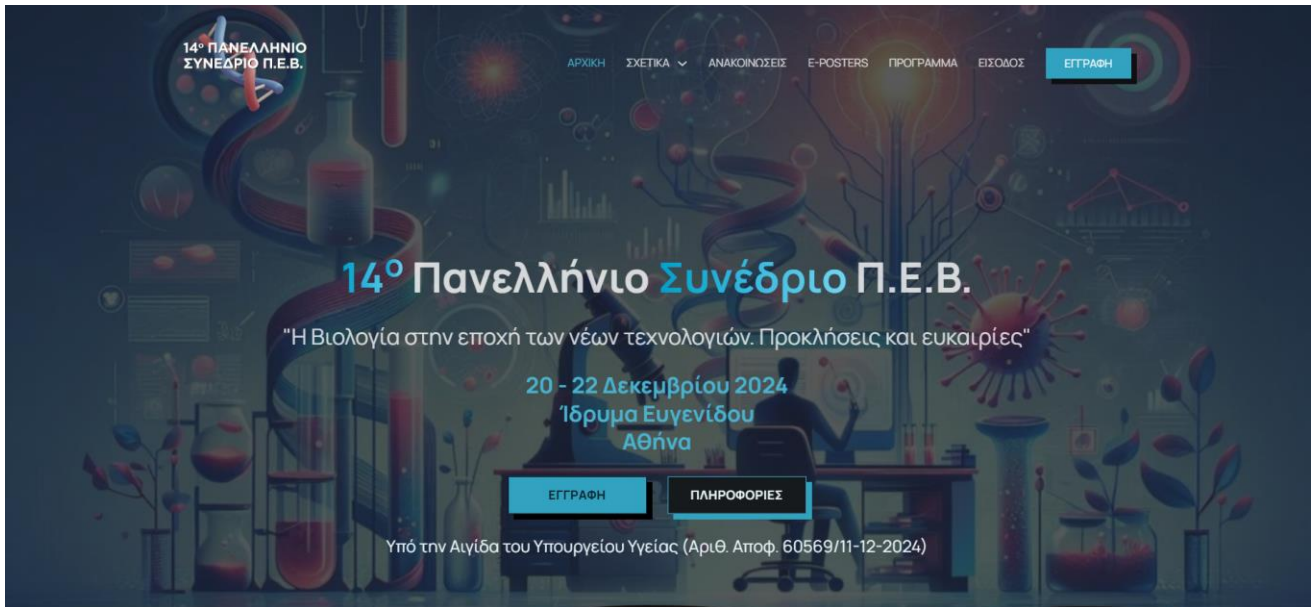 14º ΠΑΝΕΛΛΗΝΙΟ
ΣΥΝΕΔΡΙΟ Π.Ε.Β.
ΑΡΧΙΚΗ ΣΧΕΤΙΚΑ ΑΝΑΚΟΙΝΩΣΕΙΣ E-POSTERS ΠΡΟΓΡΑΜΜΑ ΕΙΣΟΔΟΣ ΕΓΓΡΑΦΗ
14º Πανελλήνιο Συνέδριο Π.Ε.Β.
"Η Βιολογία στην εποχή των νέων τεχνολογιών. Προκλήσεις και ευκαιρίες"
20 - 22 Δεκεμβρίου 2024
Ίδρυμα Ευγενίδου
Αθήνα
ΕΓΓΡΑΦΗ ΠΛΗΡΟΦΟΡΙΕΣ
Υπό την Αιγίδα του Υπουργείου Υγείας (Αριθ. Αποφ. 60569/11-12-2024)